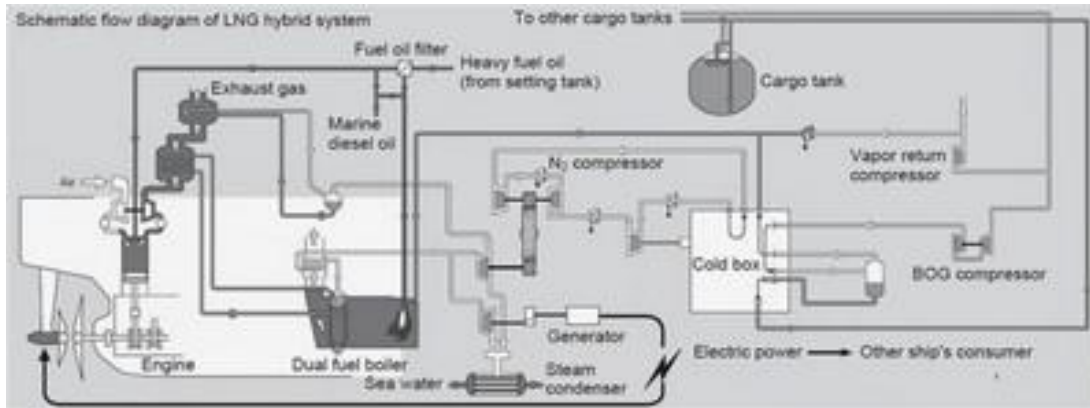 Schematic flow diagram of LNG hybrid system
To other cargo tanks
Fuel oil filter
Heavy fuel oil
(from setting tank)
Exhaust gas
Cargo tank
Marine
diesel oil
N2 compressor
Vapor return
compressor
Air
Cold box
BOG compressor
Generator
Engine
Dual fuel boiler
Electric power
Other ship's consumer
Sea water
Steam
condenser